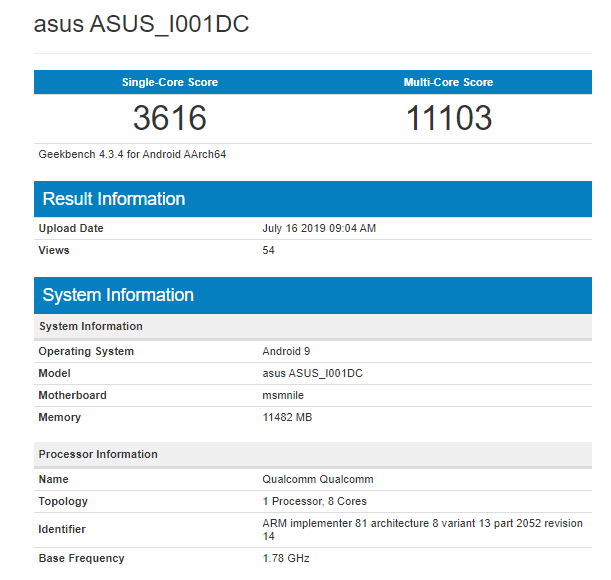 asus ASUS_I001DC
Single-Core Score Multi-Core Score
3616 11103
Geekbench 4.3.4 for Android AArch64
Result Information
Upload Date July 16 2019 09:04 AM
Views 54
System Information
System Information
Operating System Android 9
Model asus ASUS_I001DC
Motherboard msmnile
Memory 11482 MB
Processor Information
Name Qualcomm Qualcomm
Topology 1 Processor, 8 Cores
Identifier ARM implementer 81 architecture 8 variant 13 part 2052 revision
14
Base Frequency 1.78 GHz